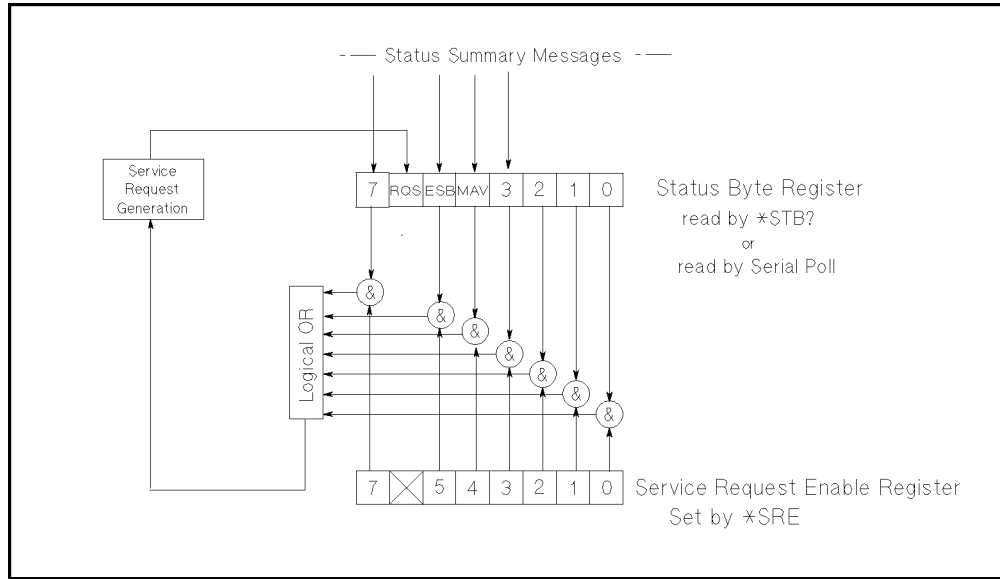 Status Summary Messages
Service
Request
Generation
7 RQS ESB MAV 3 2 1 0
Status Byte Register
read by *STB?
or
read by Serial Poll
&
&
&
&
&
&
&
Logical OR
7 5 4 3 2 1 0
Service Request Enable Register
Set by *SRE